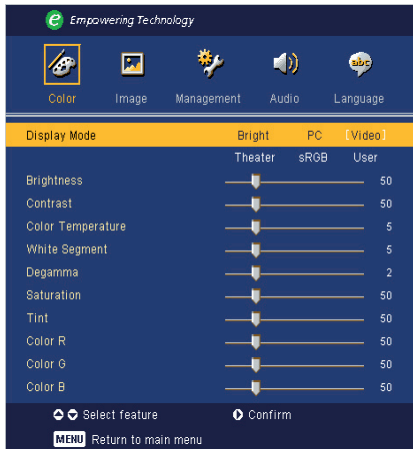 e Empowering Technology
abc
Color Image Management Audio Language
Display Mode Bright PC [Video]
Theater sRGB User
Brightness 50
Contrast 50
Color Temperature 5
White Segment 5
Degamma 2
Saturation 50
Tint 50
Color R 50
Color G 50
Color B 50
Select feature Confirm
MENU Return to main menu